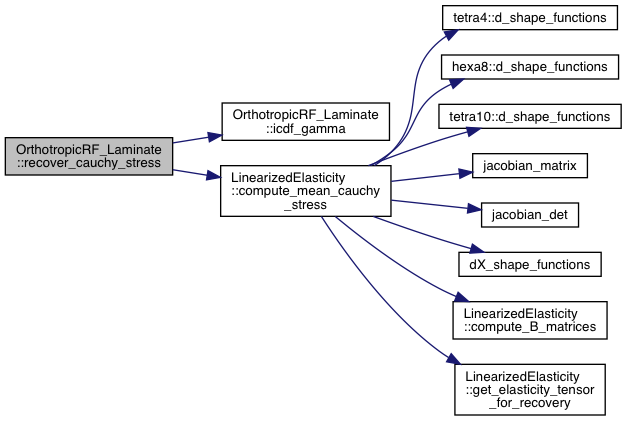 OrthotropicRF_Laminate
::recover_cauchy_stress
OrthotropicRF_Laminate
::icdf_gamma
LinearizedElasticity
::compute_mean_cauchy
_stress
tetra4::d_shape_functions
hexa8::d_shape_functions
tetra10::d_shape_functions
jacobian_matrix
jacobian_det
dX_shape_functions
LinearizedElasticity
::compute_B_matrices
LinearizedElasticity
::get_elasticity_tensor
_for_recovery